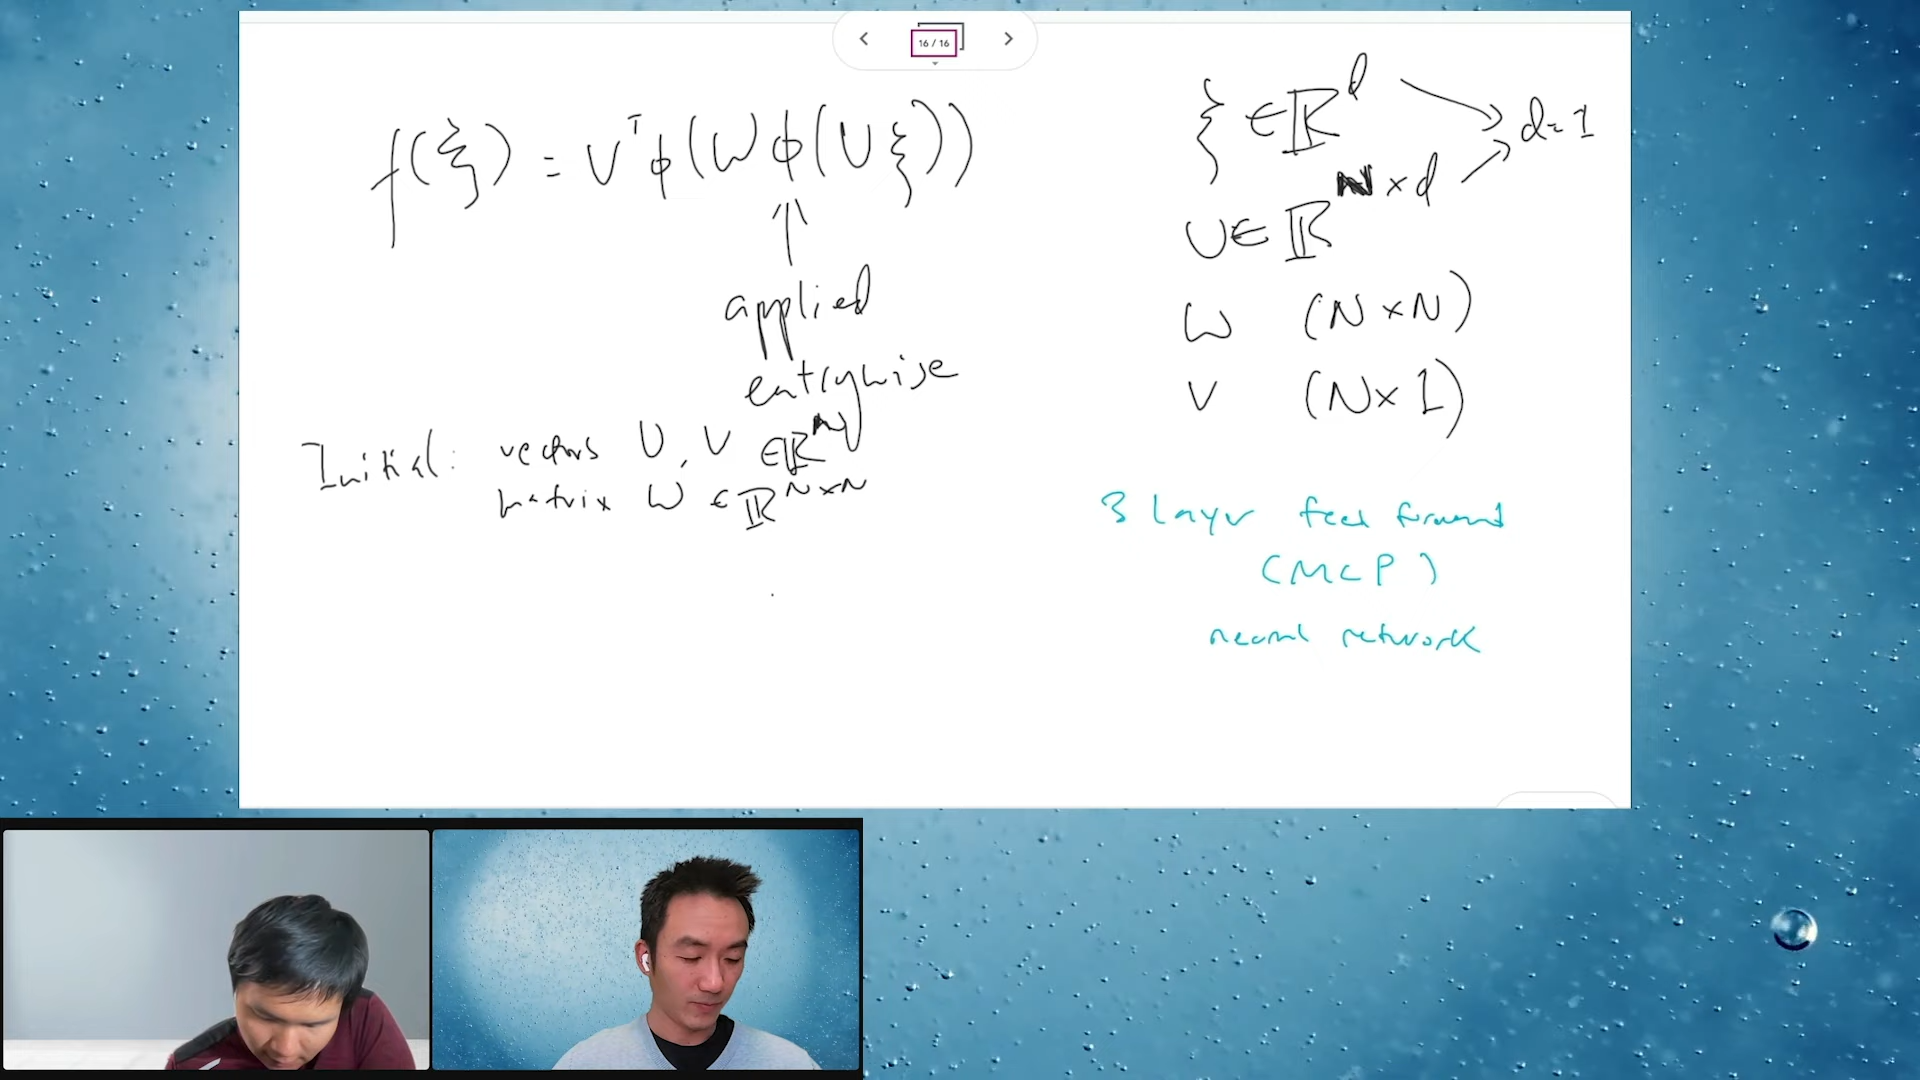 16 / 16
f(ξ) = V^T ϕ(W ϕ(U ξ))
applied
entrywise
Initial: vectors U, V ∈ ℝ^N
matrix W ∈ ℝ^{N×N}
ξ ∈ ℝ^d
d=1
U ∈ ℝ^{N×d}
W (N×N)
V (N×1)
3 layer feed forward
(MLP)
neural network